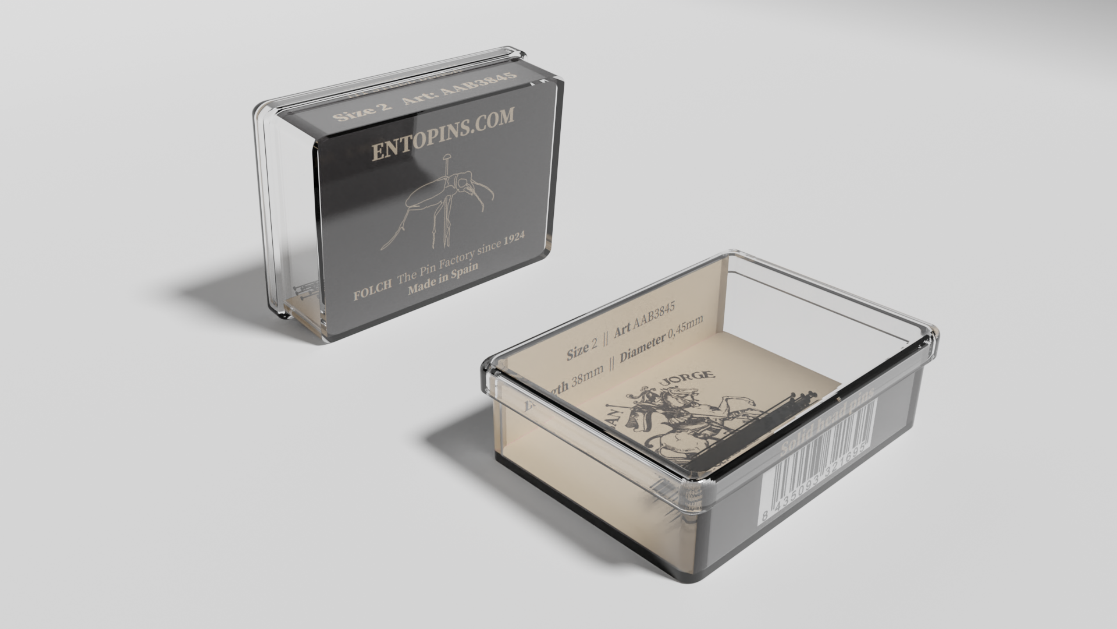 Size 2 Art: AAB3845
ENTOPINS.COM
FOLCH The Pin Factory since 1924
Made in Spain
Size 2 || Art AAB3845
38mm || Diameter 0,45mm
JORGE